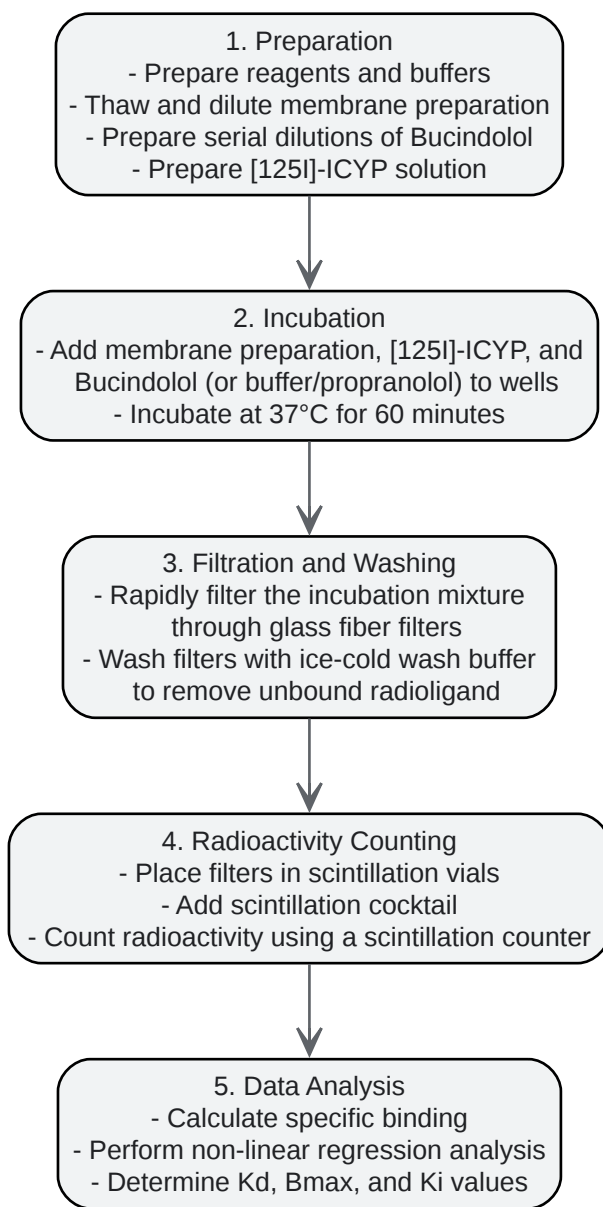 1. Preparation
- Prepare reagents and buffers
- Thaw and dilute membrane preparation
- Prepare serial dilutions of Bucindolol
- Prepare [125I]-ICYP solution
2. Incubation
- Add membrane preparation, [125I]-ICYP, and
Bucindolol (or buffer/propranolol) to wells
- Incubate at 37°C for 60 minutes
3. Filtration and Washing
- Rapidly filter the incubation mixture
through glass fiber filters
- Wash filters with ice-cold wash buffer
to remove unbound radioligand
4. Radioactivity Counting
- Place filters in scintillation vials
- Add scintillation cocktail
- Count radioactivity using a scintillation counter
5. Data Analysis
- Calculate specific binding
- Perform non-linear regression analysis
- Determine Kd, Bmax, and Ki values